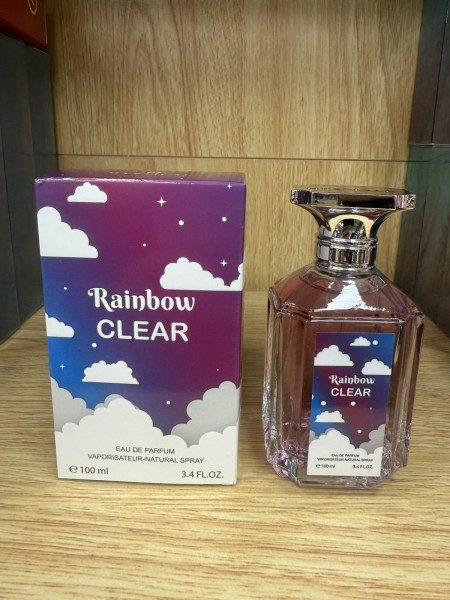 Rainbow
CLEAR
EAU DE PARFUM
VAPORISATEUR-NATURAL SPRAY
℮ 100 ml 3.4 FL.OZ.
Rainbow
CLEAR
EAU DE PARFUM
VAPORISATEUR-NATURAL SPRAY
℮ 100 ml 3.4 FL.OZ.